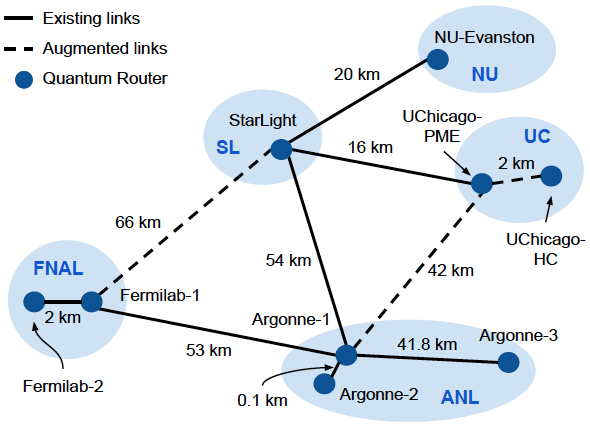 Existing links
Augmented links
Quantum Router
NU-Evanston
NU
20 km
StarLight
SL
UChicago-
PME
UC
16 km
2 km
UChicago-
HC
66 km
54 km
42 km
FNAL
Fermilab-1
2 km
Fermilab-2
53 km
Argonne-1
41.8 km
Argonne-3
0.1 km
Argonne-2
ANL